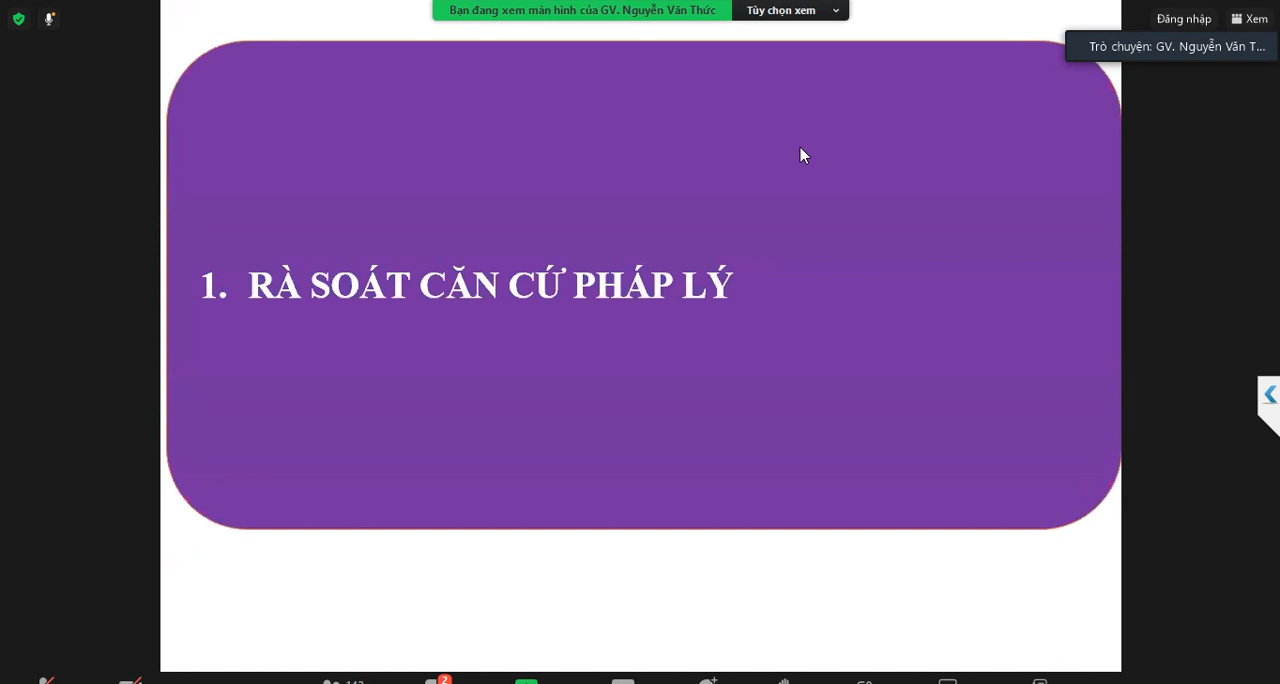 Bạn đang xem màn hình của GV. Nguyễn Văn Thức
Tùy chọn xem
Đăng nhập
Xem
Trò chuyện: GV. Nguyễn Văn T...
1. RÀ SOÁT CĂN CỨ PHÁP LÝ
2